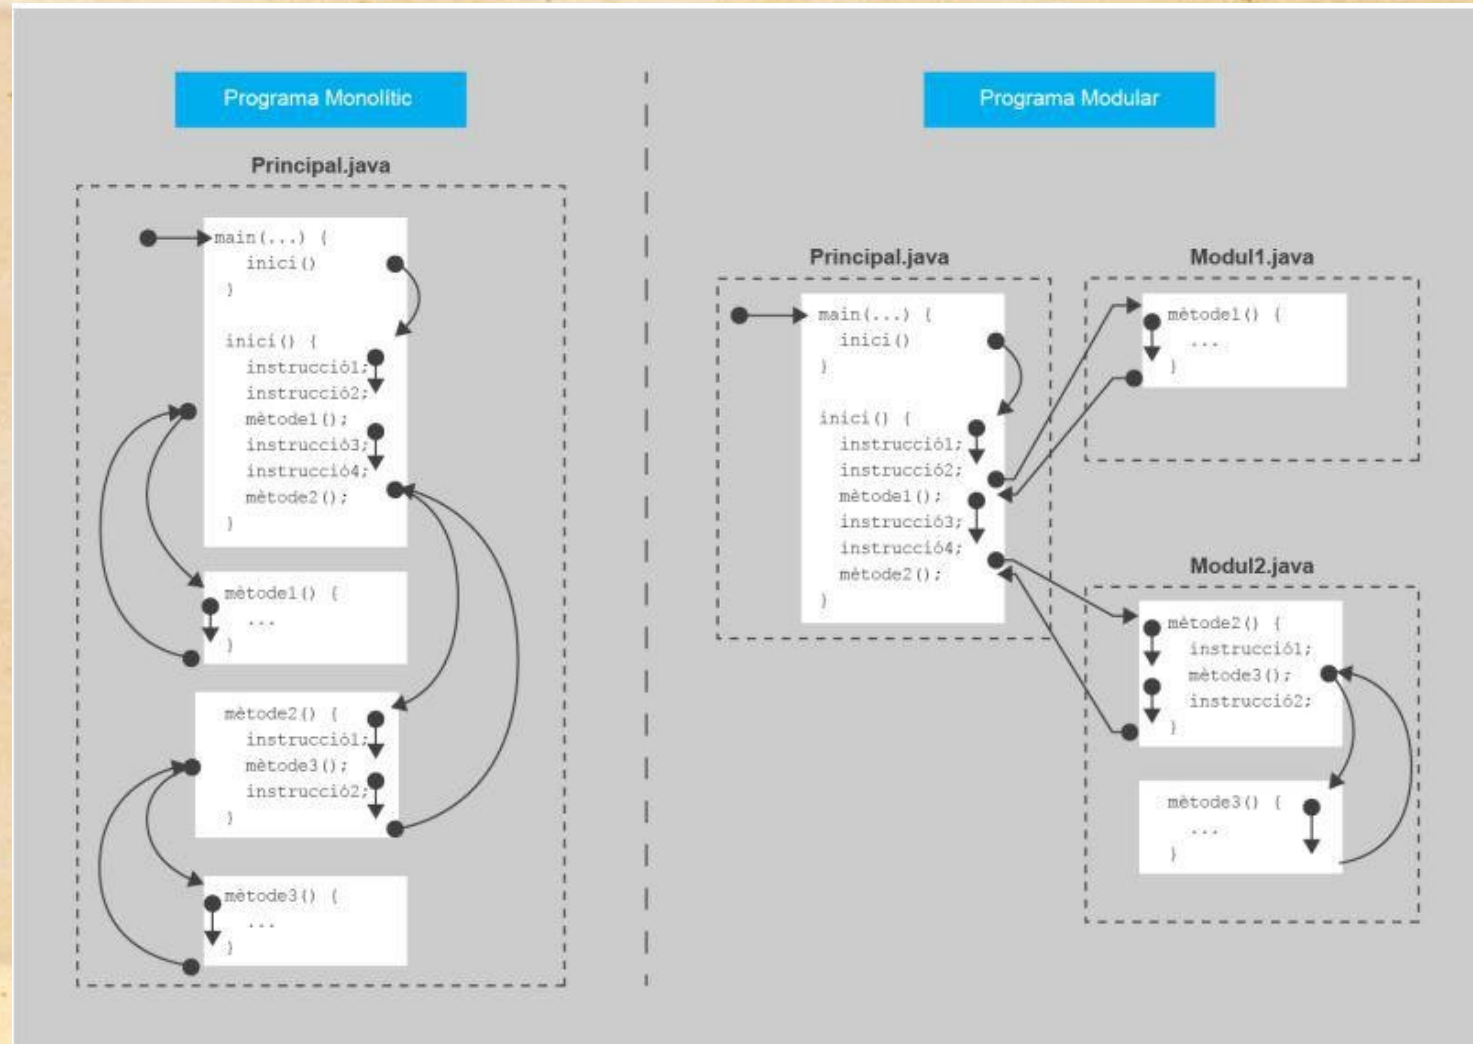 Programa Monolític
Principal.java
main(...) {
inici()
}
inici() {
instrucció1;
instrucció2;
mètode1();
instrucció3;
instrucció4;
mètode2();
}
mètode1() {
...
}
mètode2() {
instrucció1;
mètode3();
instrucció2;
}
mètode3() {
...
}
Programa Modular
Principal.java
main(...) {
inici()
}
inici() {
instrucció1;
instrucció2;
mètode1();
instrucció3;
instrucció4;
mètode2();
}
Modul1.java
mètode1() {
...
}
Modul2.java
mètode2() {
instrucció1;
mètode3();
instrucció2;
}
mètode3() {
...
}